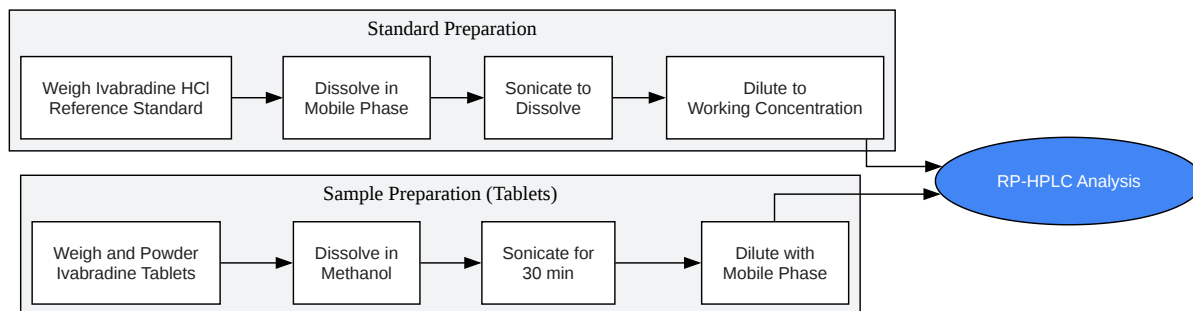 Standard Preparation
Weigh Ivabradine HCl
Reference Standard
Dissolve in
Mobile Phase
Sonicate to
Dissolve
Dilute to
Working Concentration
RP-HPLC Analysis
Sample Preparation (Tablets)
Weigh and Powder
Ivabradine Tablets
Dissolve in
Methanol
Sonicate for
30 min
Dilute with
Mobile Phase